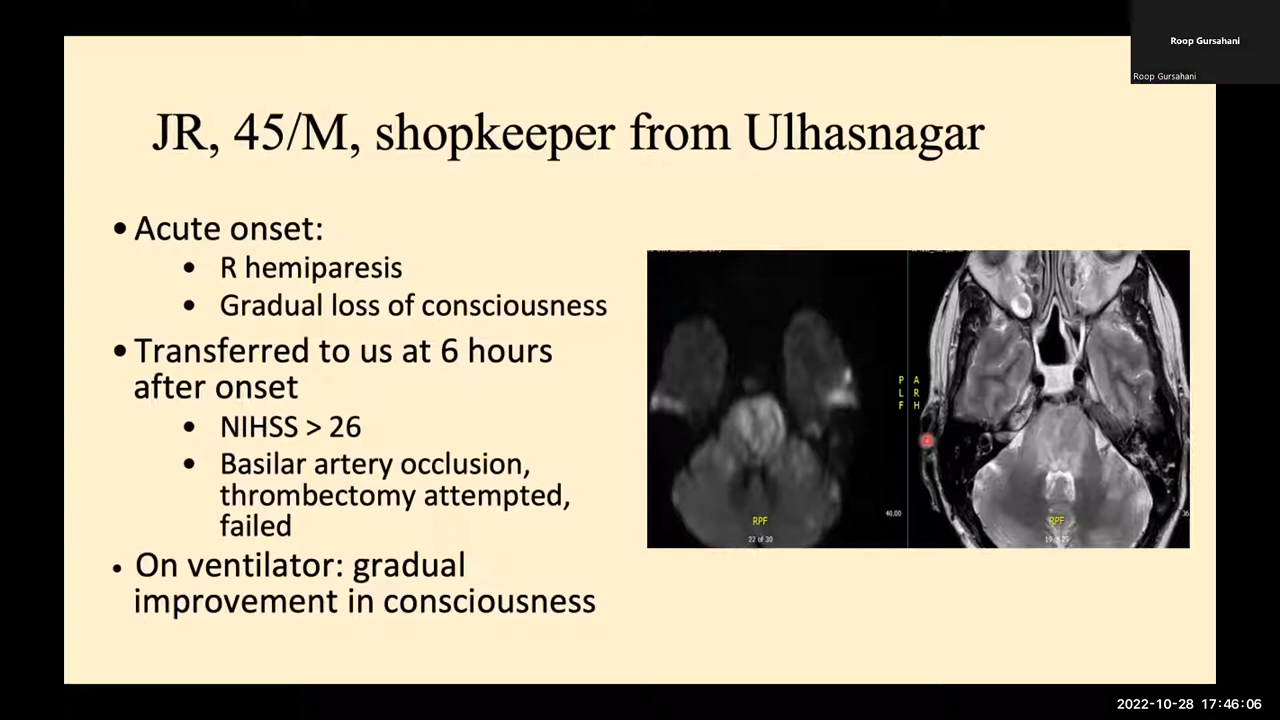 Roop Gursahani
Roop Gursahani
JR, 45/M, shopkeeper from Ulhasnagar
• Acute onset:
• R hemiparesis
• Gradual loss of consciousness
• Transferred to us at 6 hours
after onset
• NIHSS > 26
• Basilar artery occlusion,
thrombectomy attempted,
failed
• On ventilator: gradual
improvement in consciousness
P A
L R
F H
40.00
RPF
22 of 30
RPF
36
2022-10-28 17:46:06